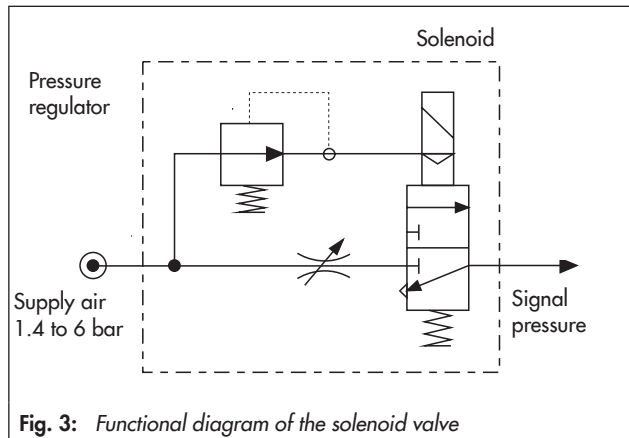 Solenoid
Pressure
regulator
Supply air
1.4 to 6 bar
Signal
pressure
Fig. 3: Functional diagram of the solenoid valve